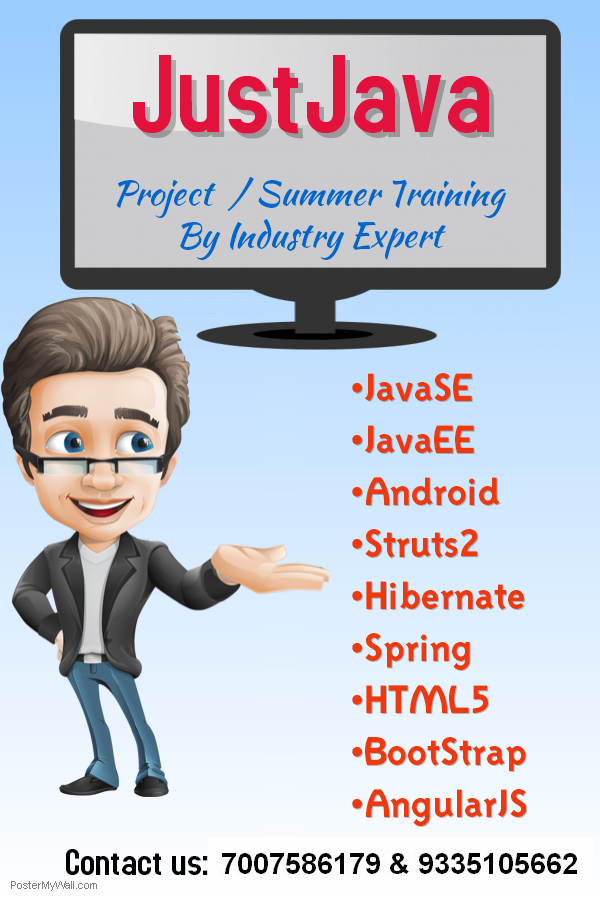 JustJava
Project / Summer Training
By Industry Expert
•JavaSE
•JavaEE
•Android
•Struts2
•Hibernate
•Spring
•HTML5
•BootStrap
•AngularJS
Contact us: 7007586179 & 9335105662
PosterMyWall.com